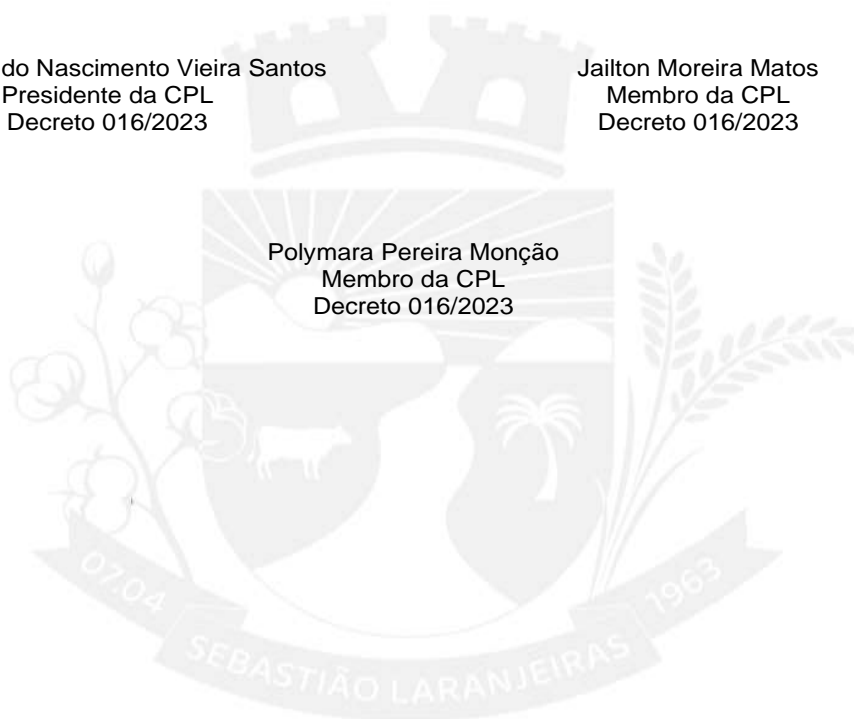 do Nascimento Vieira Santos
Presidente da CPL
Decreto 016/2023
Jailton Moreira Matos
Membro da CPL
Decreto 016/2023
Polymara Pereira Monção
Membro da CPL
Decreto 016/2023
07.04
SEBASTIÃO LARANJEIRAS
1963